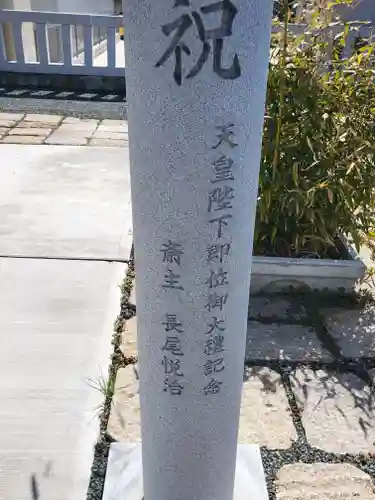 祝
天皇陛下即位御大禮記念
斎主 長尾悦治